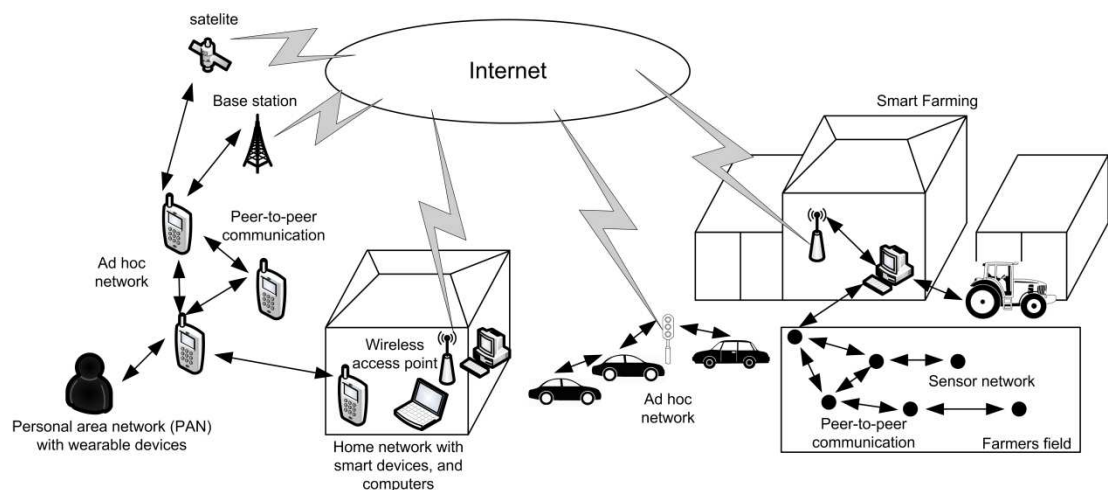 satelite
Internet
Base station
Smart Farming
Peer-to-peer
communication
Ad hoc
network
Wireless
access point
Personal area network (PAN)
with wearable devices
Home network with
smart devices, and
computers
Ad hoc
network
Sensor network
Peer-to-peer
communication
Farmers field